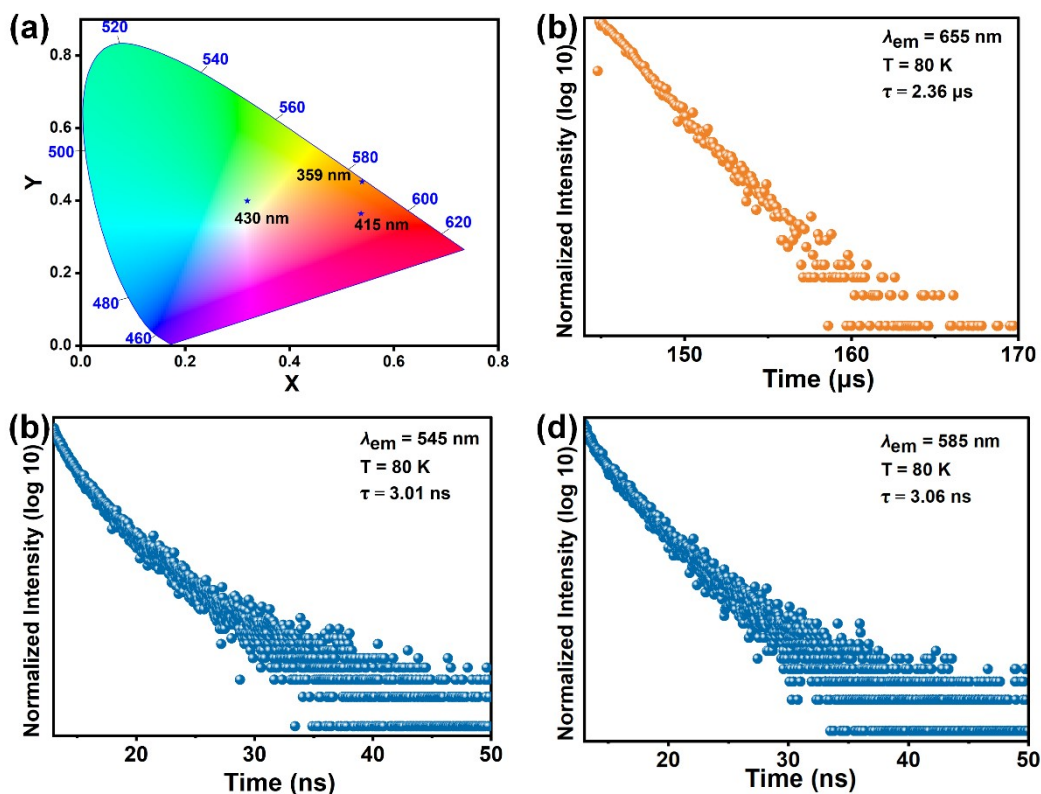 (a)
520
540
560
580
600
620
500
480
460
359 nm
430 nm
415 nm
0.8
0.6
0.4
0.2
0.0
0.0 0.2 0.4 0.6 0.8
Y
X
(b)
λem = 655 nm
T = 80 K
τ = 2.36 μs
Normalized Intensity (log 10)
150 160 170
Time (μs)
(b)
λem = 545 nm
T = 80 K
τ = 3.01 ns
Normalized Intensity (log 10)
20 30 40 50
Time (ns)
(d)
λem = 585 nm
T = 80 K
τ = 3.06 ns
Normalized Intensity (log 10)
20 30 40 50
Time (ns)